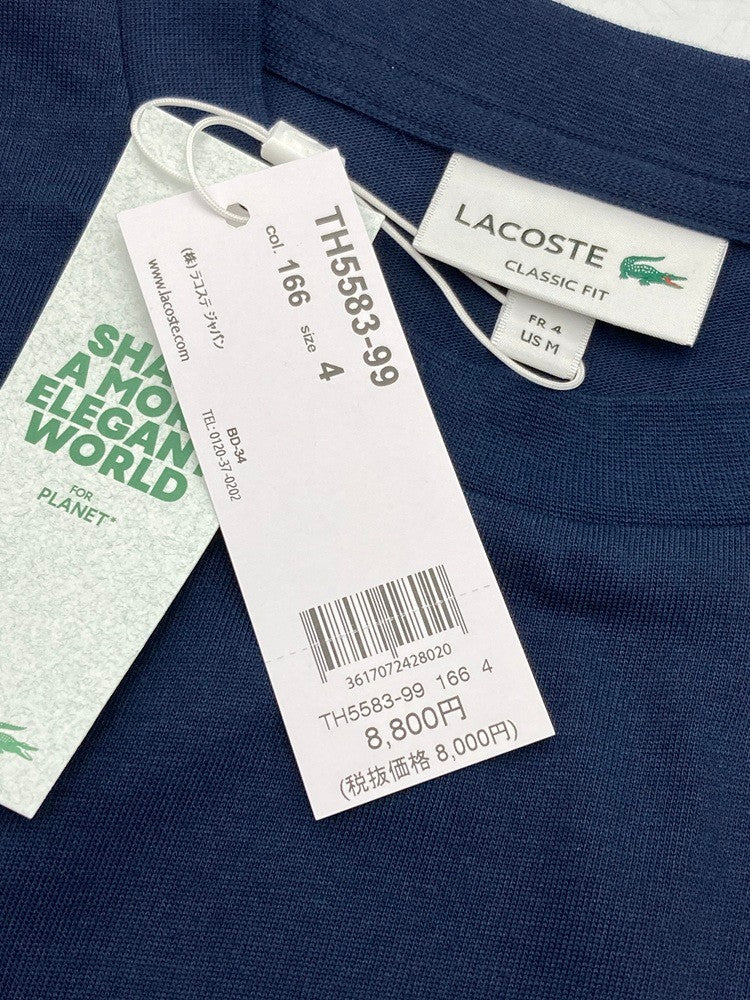 LACOSTE
CLASSIC FIT
FR 4
US M
TH5583-99
col. 166 size 4
(株) ラコステ ジャパン
www.lacoste.com
BD-34
TEL: 0120-37-0202
3617072428020
TH5583-99 166 4
8,800円
(税抜価格 8,000円)
A
ELEGANT
WORLD
FOR
PLANET*